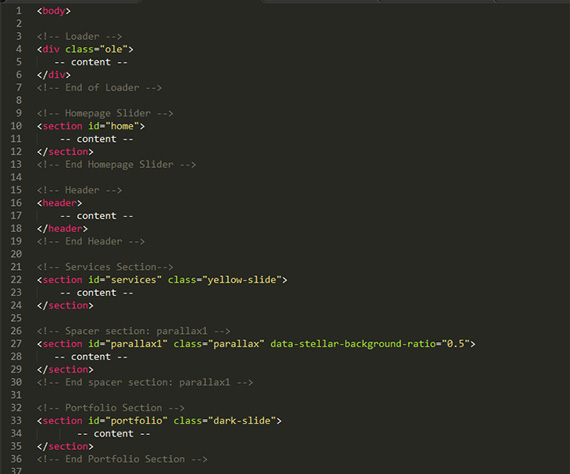 1 <body>
2
3 <!-- Loader -->
4 <div class="ole">
5 -- content --
6 </div>
7 <!-- End of Loader -->
8
9 <!-- Homepage Slider -->
10 <section id="home">
11 -- content --
12 </section>
13 <!-- End Homepage Slider -->
14
15 <!-- Header -->
16 <header>
17 -- content --
18 </header>
19 <!-- End Header -->
20
21 <!-- Services Section-->
22 <section id="services" class="yellow-slide">
23 -- content --
24 </section>
25
26 <!-- Spacer section: parallax1 -->
27 <section id="parallax1" class="parallax" data-stellar-background-ratio="0.5">
28 -- content --
29 </section>
30 <!-- End spacer section: parallax1 -->
31
32 <!-- Portfolio Section -->
33 <section id="portfolio" class="dark-slide">
34 -- content --
35 </section>
36 <!-- End Portfolio Section -->
37